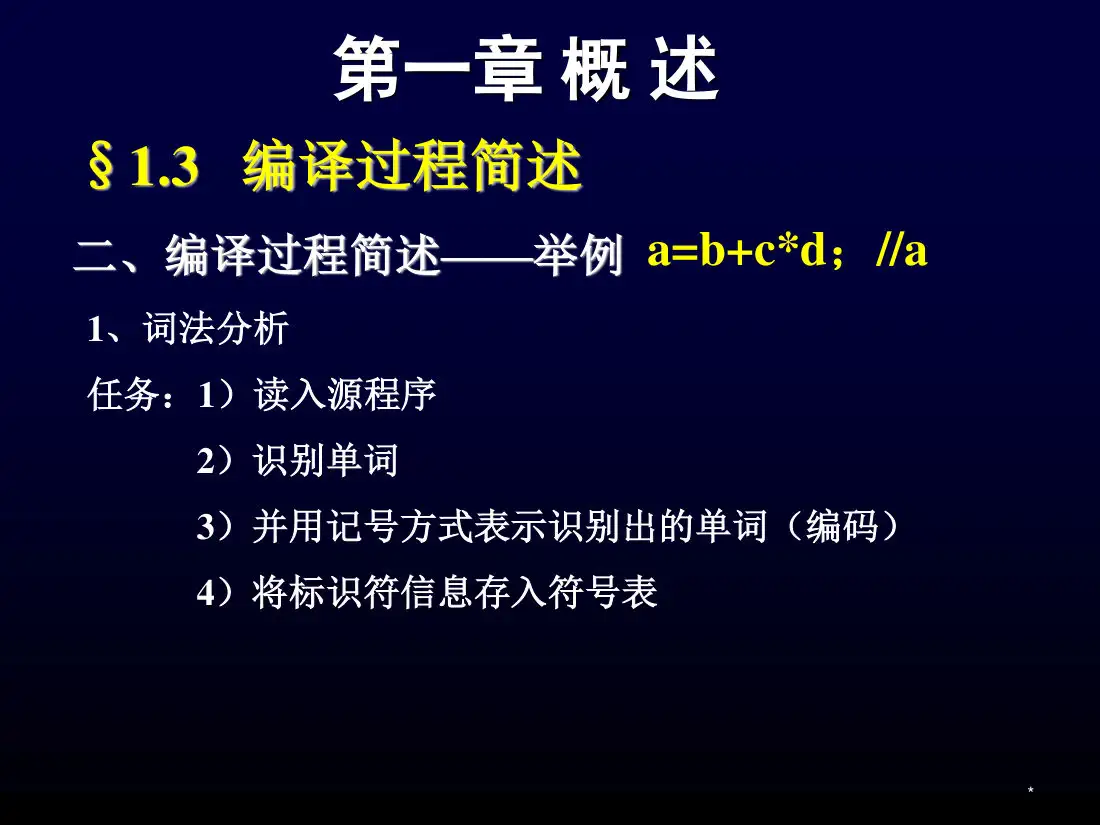 第一章 概 述
§1.3 编译过程简述
二、编译过程简述——举例 a=b+c*d；//a
1、词法分析
任务：1）读入源程序
2）识别单词
3）并用记号方式表示识别出的单词（编码）
4）将标识符信息存入符号表
*